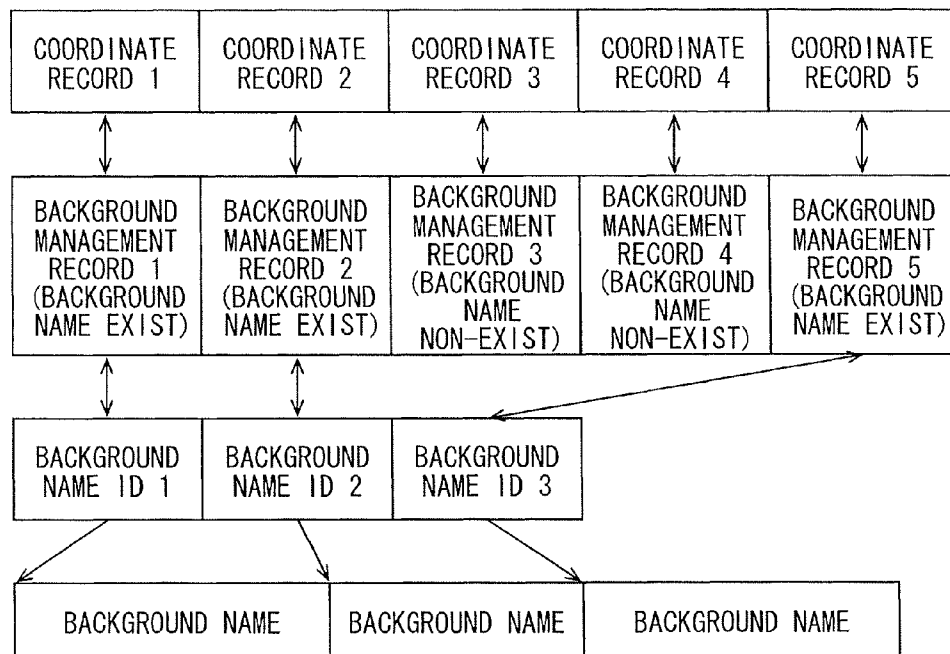 COORDINATE
RECORD 1
COORDINATE
RECORD 2
COORDINATE
RECORD 3
COORDINATE
RECORD 4
COORDINATE
RECORD 5
BACKGROUND
MANAGEMENT
RECORD 1
(BACKGROUND
NAME EXIST)
BACKGROUND
MANAGEMENT
RECORD 2
(BACKGROUND
NAME EXIST)
BACKGROUND
MANAGEMENT
RECORD 3
(BACKGROUND
NAME
NON-EXIST)
BACKGROUND
MANAGEMENT
RECORD 4
(BACKGROUND
NAME
NON-EXIST)
BACKGROUND
MANAGEMENT
RECORD 5
(BACKGROUND
NAME EXIST)
BACKGROUND
NAME ID 1
BACKGROUND
NAME ID 2
BACKGROUND
NAME ID 3
BACKGROUND NAME
BACKGROUND NAME
BACKGROUND NAME